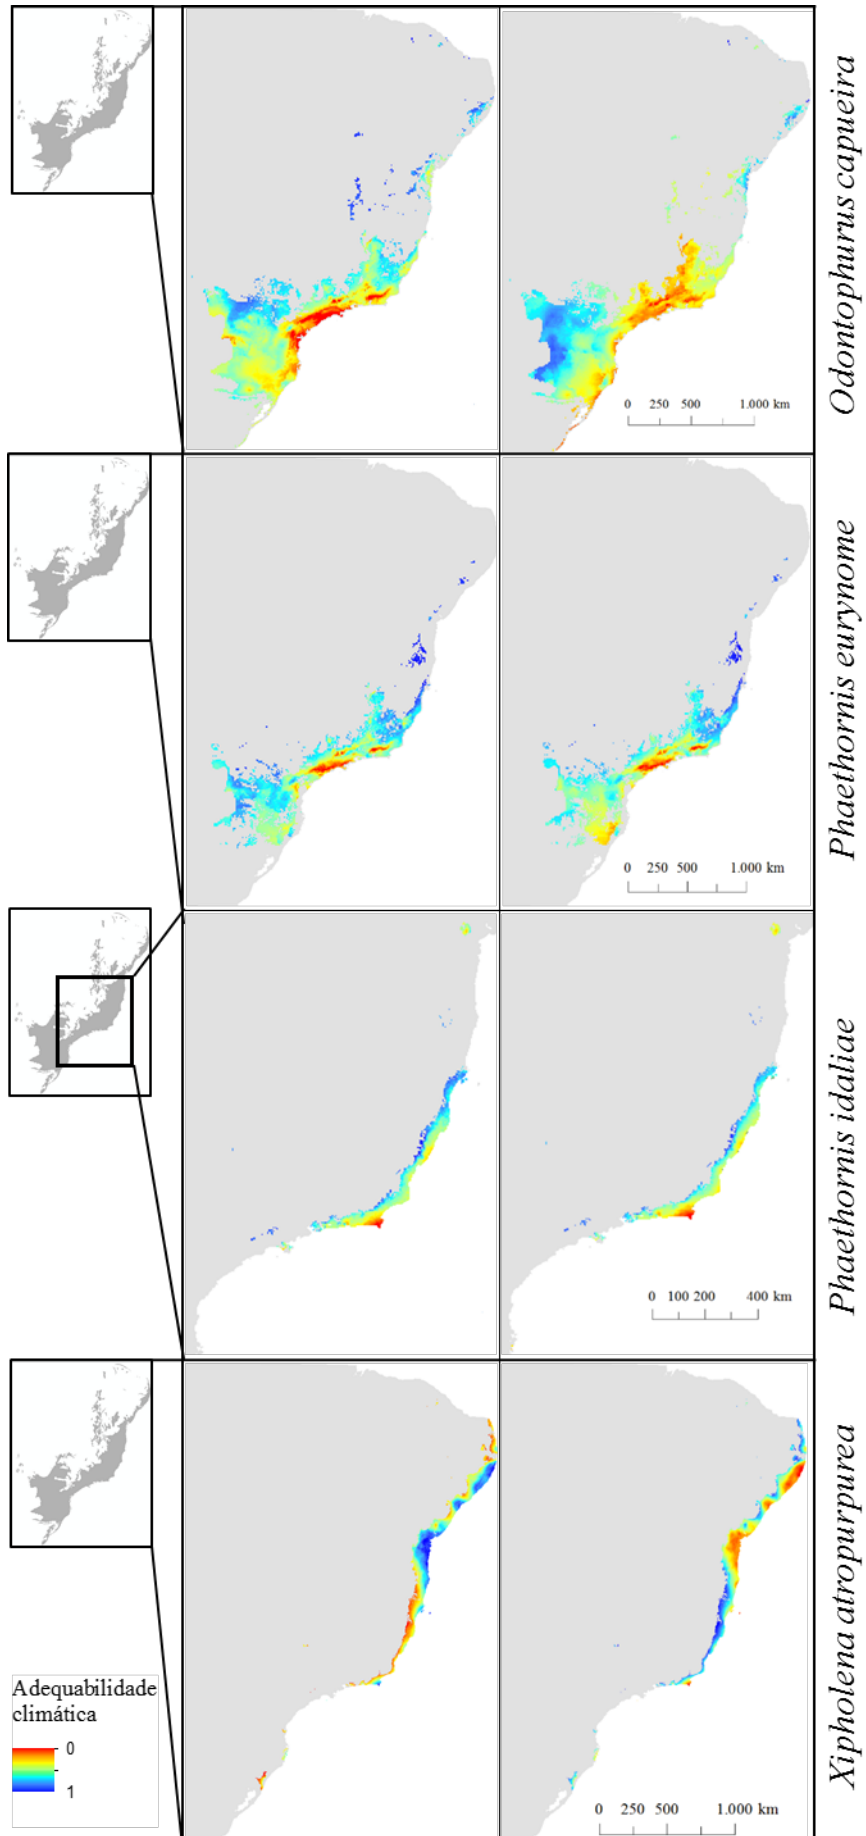 Odontophurus capueira
0 250 500 1.000 km
Phaethornis eurynome
0 250 500 1.000 km
Phaethornis idaliae
0 100 200 400 km
Xipholena atropurpurea
Adequabilidade
climática
0
1
0 250 500 1.000 km